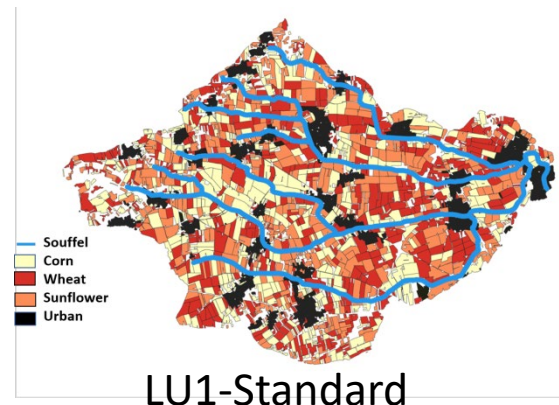 Souffel
Corn
Wheat
Sunflower
Urban
LU1-Standard